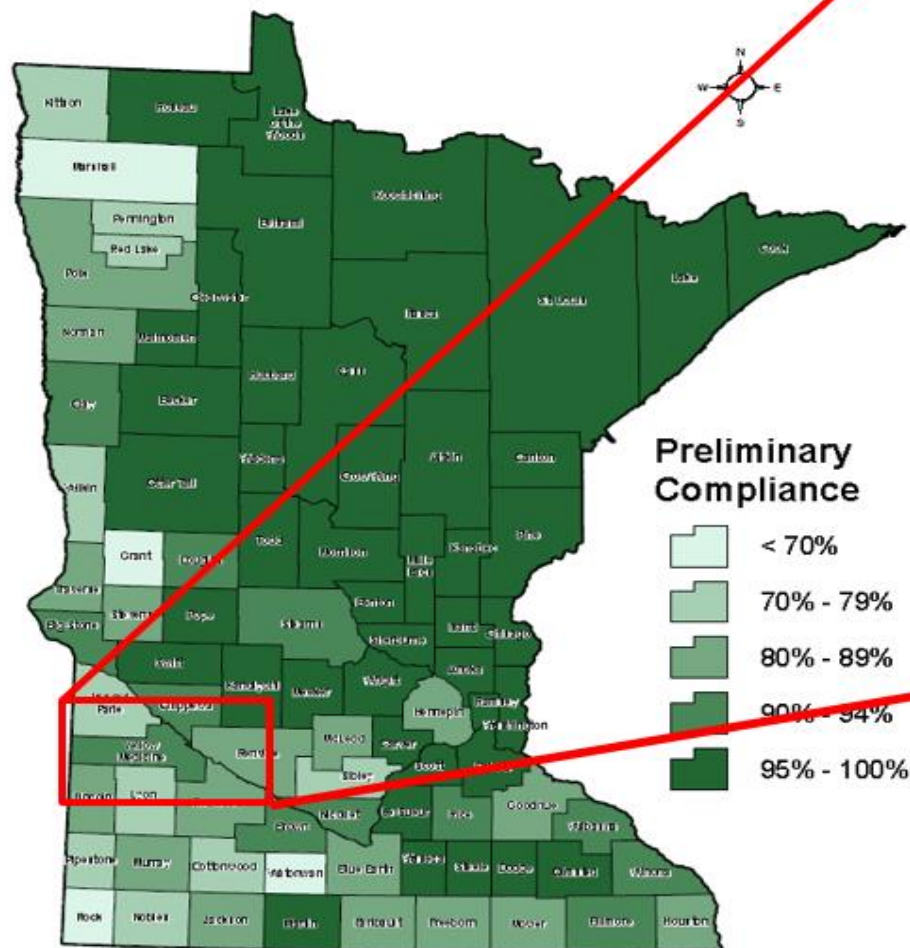 N
W E
S
Kittson
Roseau
Lake
of the
Woods
Marshall
Koochiching
Pennington
Beltrami
Red Lake
Cook
Polk
Lake
Clearwater
St. Louis
Itasca
Norman
Mahnomen
Hubbard
Cass
Clay
Becker
Preliminary
Compliance
Wadena
Aitkin
Carlton
Crow Wing
Wilkin
Otter Tail
< 70%
Pine
Todd
Grant
Douglas
Morrison
Mille
Lacs
Kanabec
70% - 79%
Traverse
Benton
Stevens
Pope
Big Stone
Stearns
Isanti
Chisago
80% - 89%
Sherburne
Swift
Anoka
Kandiyohi
Meeker
Wright
Ramsey
Parle
Chippewa
Hennepin
Washington
90% - 94%
McLeod
Carver
Yellow
Medicine
Renville
Scott
95% - 100%
Sibley
Lincoln
Lyon
Goodhue
Nicollet
Le Sueur
Rice
Wabasha
Brown
Pipestone
Murray
Cottonwood
Watonwan
Blue Earth
Waseca
Steele
Dodge
Olmsted
Winona
Rock
Nobles
Jackson
Martin
Faribault
Freeborn
Mower
Fillmore
Houston